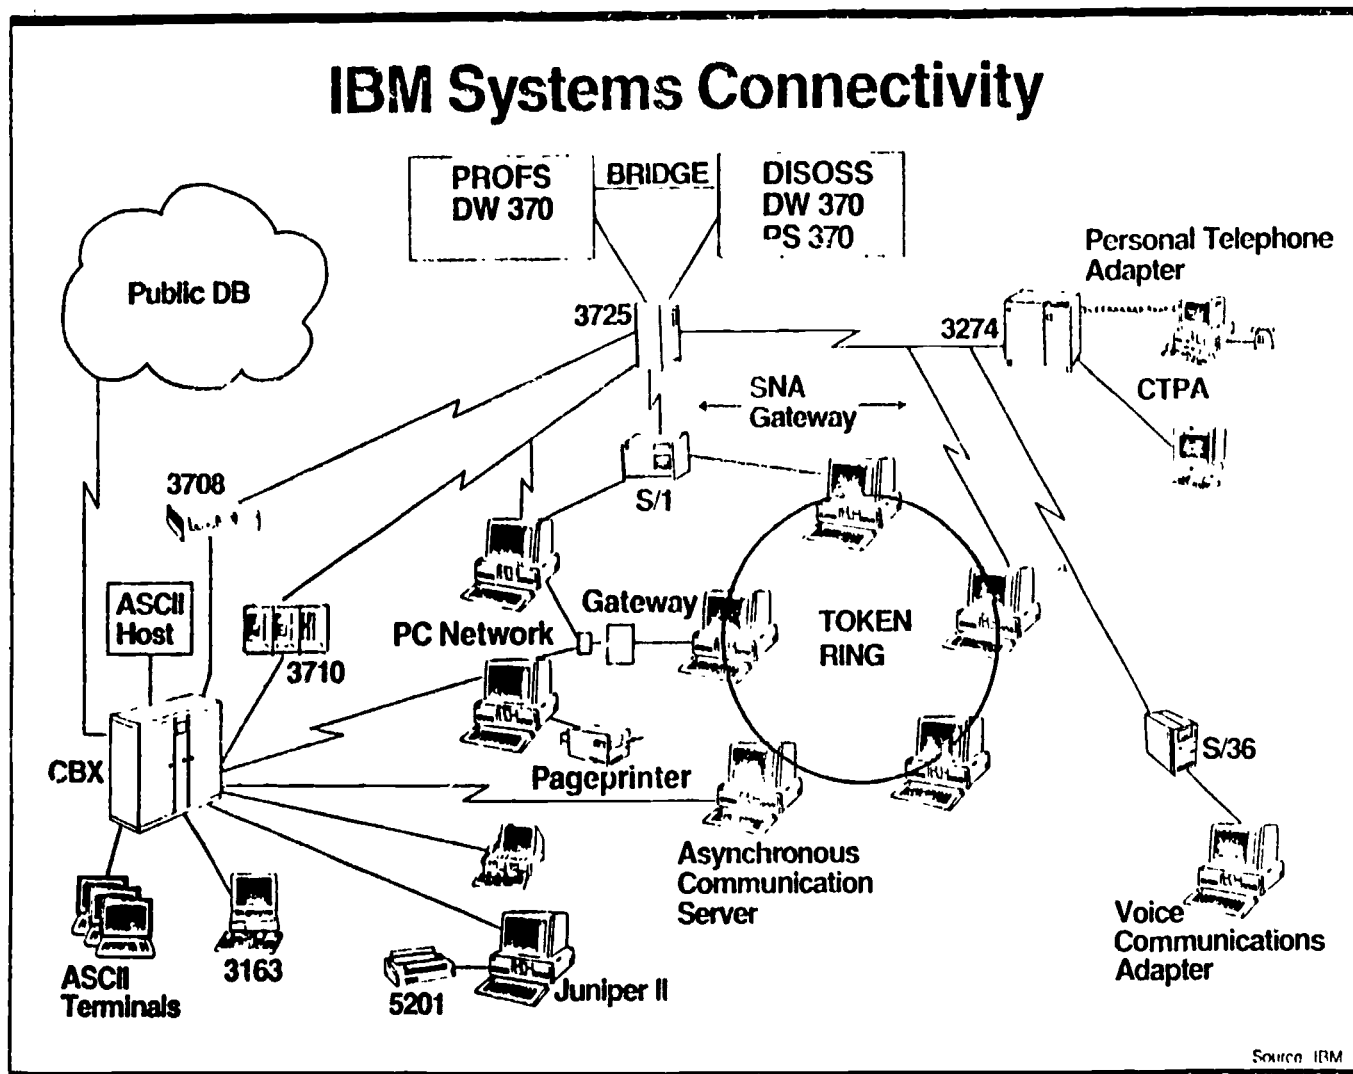 IBM Systems Connectivity
PROFS
DW 370
BRIDGE
DISOSS
DW 370
PS 370
Public DB
Personal Telephone
Adapter
3725
3274
CTPA
SNA
Gateway
3708
S/1
ASCII
Host
Gateway
PC Network
TOKEN
RING
3710
CBX
S/36
Pageprinter
Asynchronous
Communication
Server
Voice
Communications
Adapter
3163
ASCII
Terminals
5201
Juniper II
Source IBM